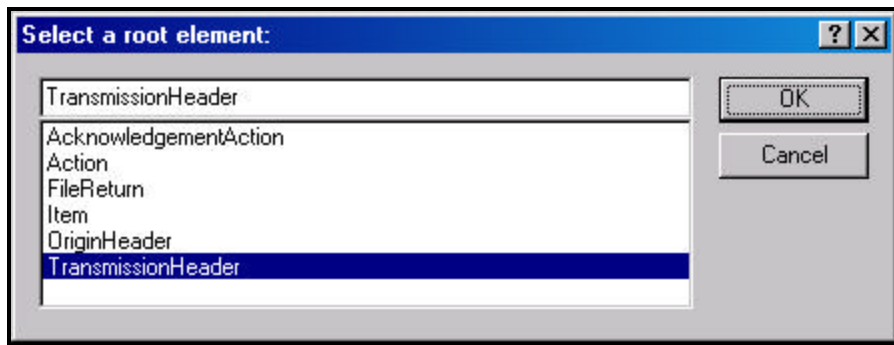 Select a root element:
?
TransmissionHeader
OK
AcknowledgementAction
Cancel
Action
FileReturn
Item
OriginHeader
TransmissionHeader